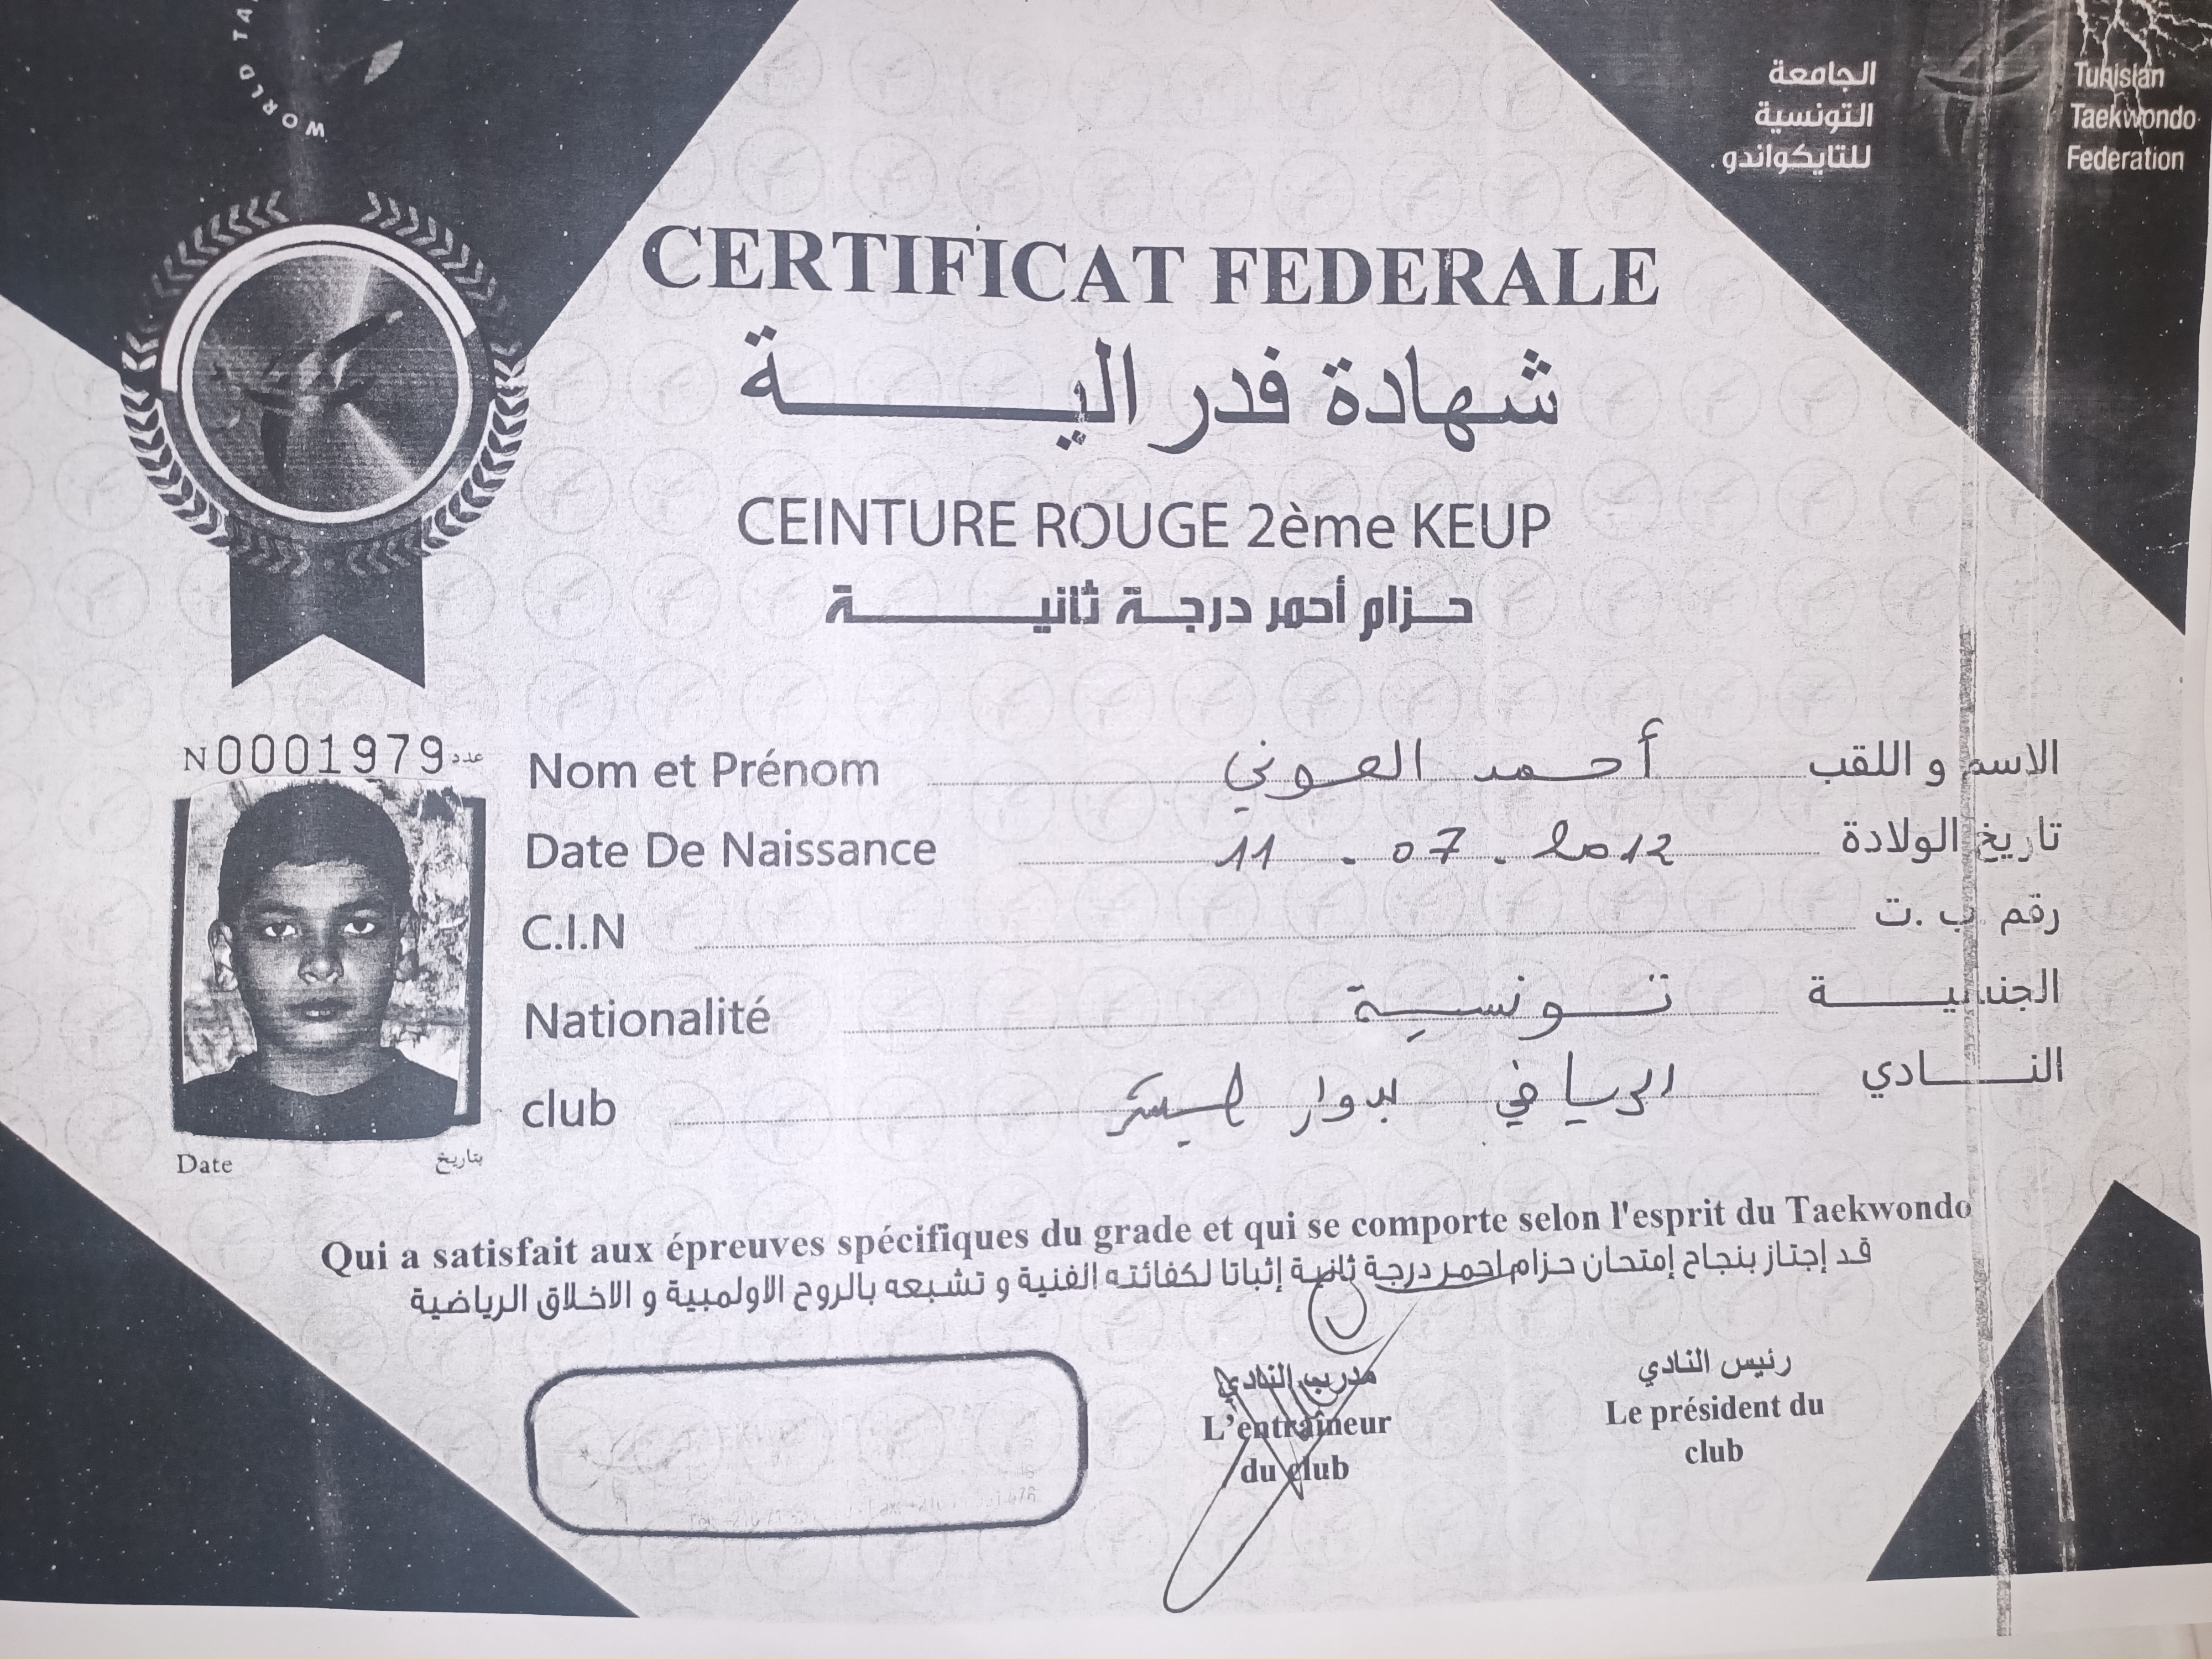 WORLD TA
الجامعة
التونسية
للتايكواندو
Tunisian
Taekwondo
Federation
CERTIFICAT FEDERALE
شهادة فدرالية
CEINTURE ROUGE 2ème KEUP
حزام أحمر درجة ثانية
N0001979 عدد
Nom et Prénom أحمد العوني الاسم و اللقب
Date De Naissance 11 . 07 . 2012 تاريخ الولادة
C.I.N رقم ب.ت
Nationalité تونسية الجنسية
club الرياضي بدوار النادي
Date بتاريخ
Qui a satisfait aux épreuves spécifiques du grade et qui se comporte selon l'esprit du Taekwondo
قد إجتاز بنجاح إمتحان حزام احمر درجة ثانية إثباتا لكفائته الفنية و تشبعه بالروح الاولمبية و الاخلاق الرياضية
مدرب النادي
L'entraîneur
du club
رئيس النادي
Le président du
club